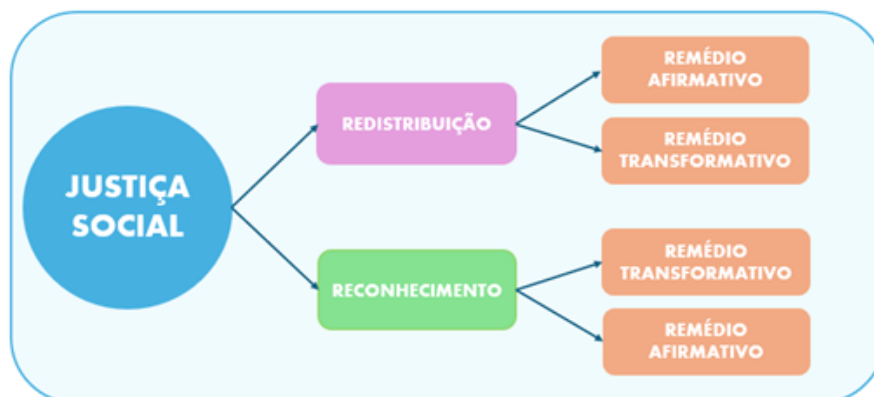 JUSTIÇA
SOCIAL
REDISTRIBUIÇÃO
REMÉDIO
AFIRMATIVO
REMÉDIO
TRANSFORMATIVO
RECONHECIMENTO
REMÉDIO
TRANSFORMATIVO
REMÉDIO
AFIRMATIVO